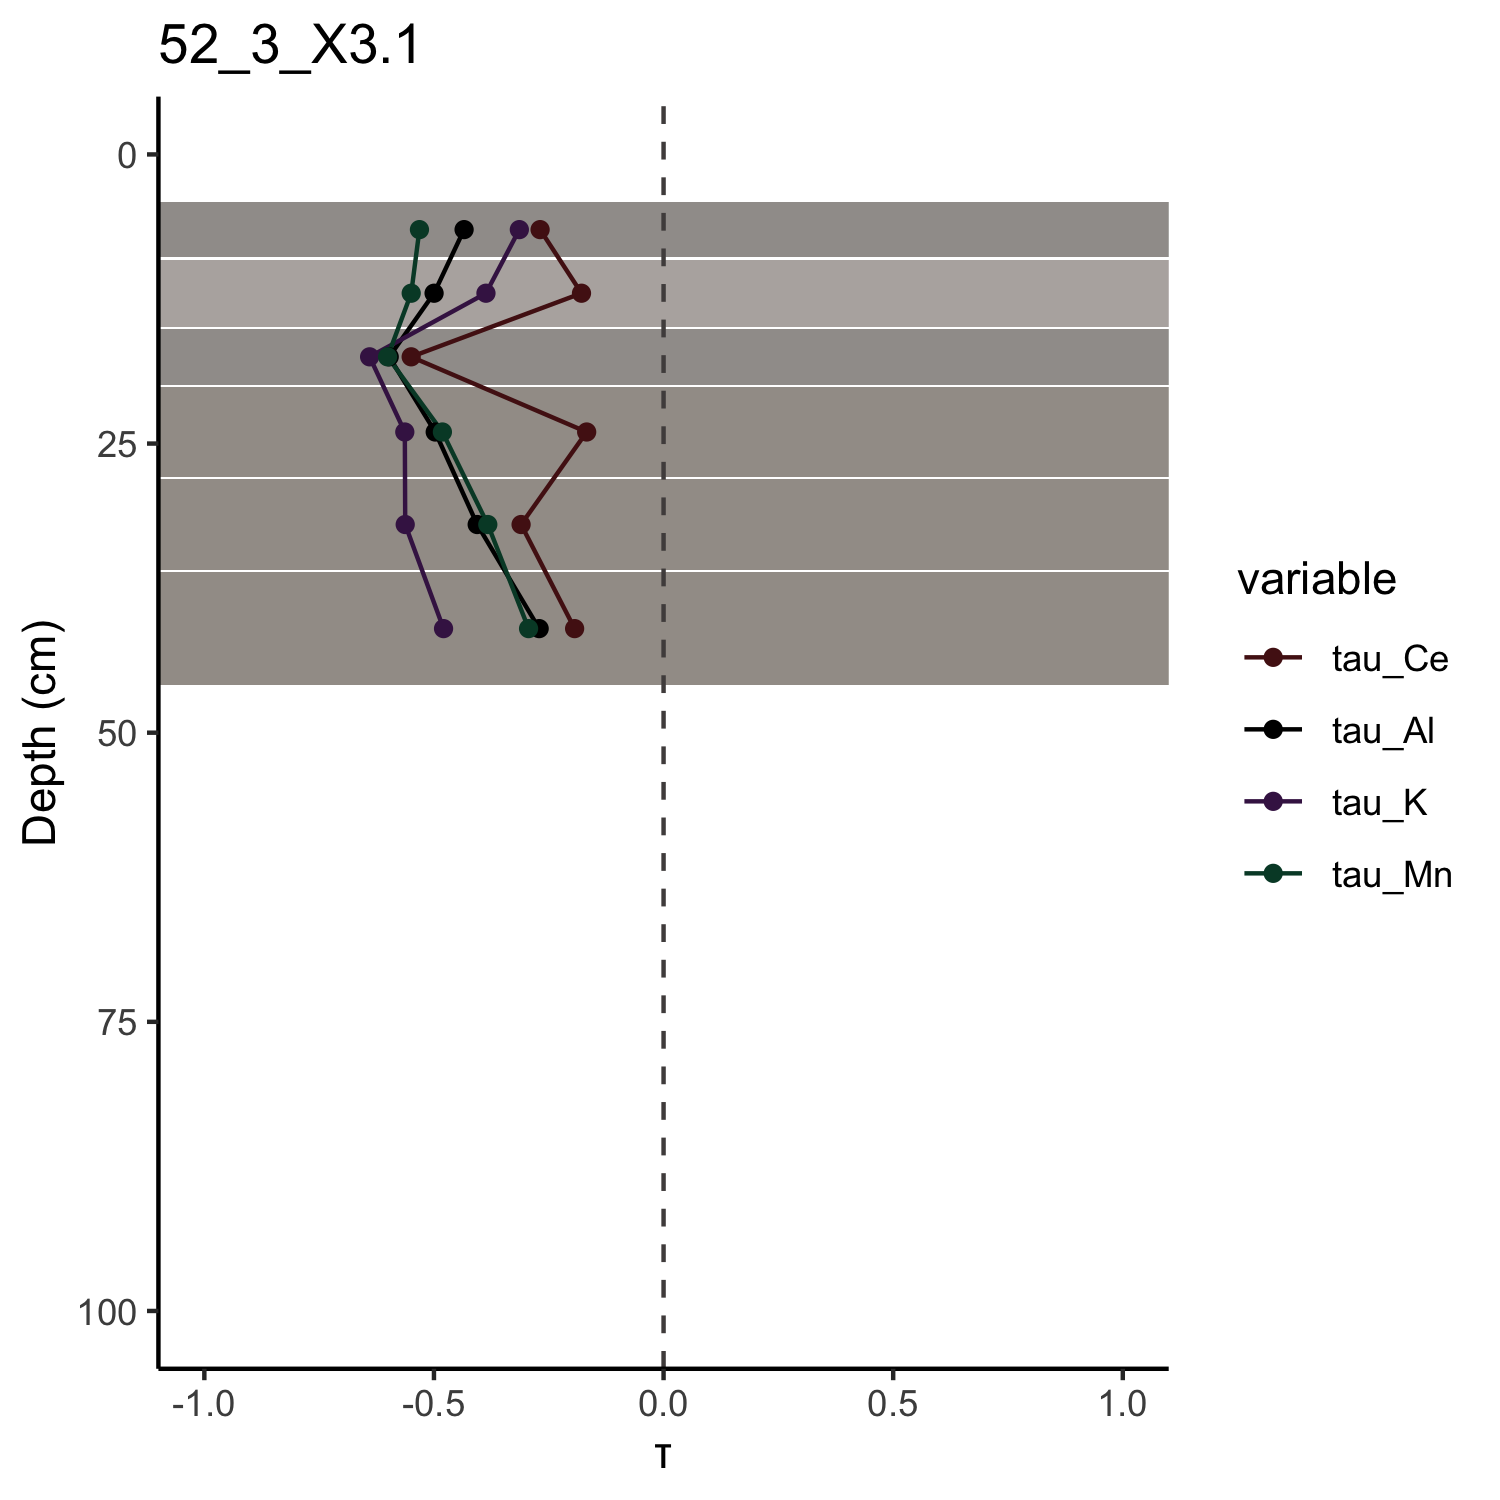 52_3_X3.1
0
25
50
75
100
Depth (cm)
-1.0 -0.5 0.0 0.5 1.0
τ
variable
tau_Ce
tau_Al
tau_K
tau_Mn